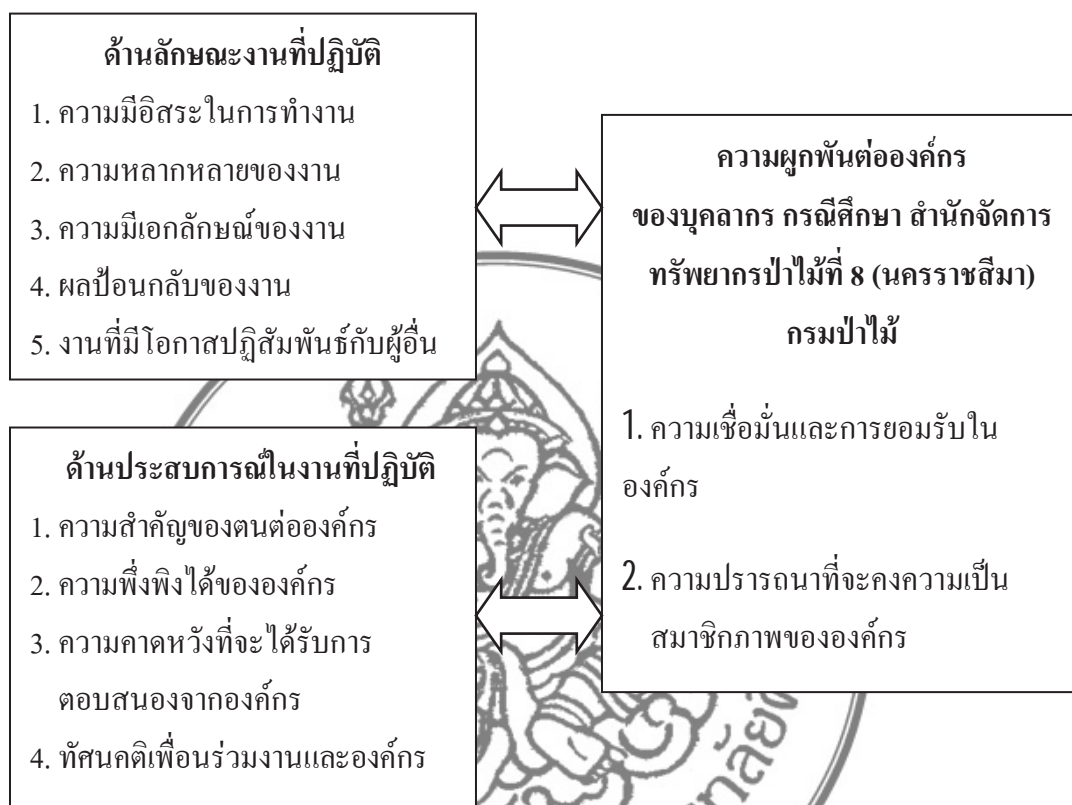 ด้านลักษณะงานที่ปฏิบัติ
1. ความมีอิสระในการทำงาน
2. ความหลากหลายของงาน
3. ความมีเอกลักษณ์ของงาน
4. ผลป้อนกลับของงาน
5. งานที่มีโอกาสปฏิสัมพันธ์กับผู้อื่น
ด้านประสบการณ์ในงานที่ปฏิบัติ
1. ความสำคัญของตนต่อองค์กร
2. ความพึ่งพิงได้ขององค์กร
3. ความคาดหวังที่จะได้รับการ
ตอบสนองจากองค์กร
4. ทัศนคติเพื่อนร่วมงานและองค์กร
ความผูกพันต่อองค์กร
ของบุคลากร กรณีศึกษา สำนักจัดการ
ทรัพยากรป่าไม้ที่ 8 (นครราชสีมา)
กรมป่าไม้
1. ความเชื่อมั่นและการยอมรับใน
องค์กร
2. ความปรารถนาที่จะคงความเป็น
สมาชิกภาพขององค์กร